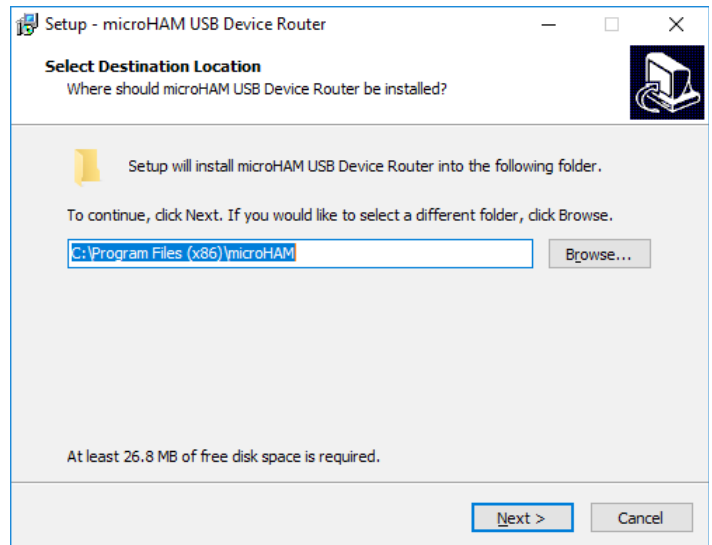 Setup - microHAM USB Device Router
Select Destination Location
Where should microHAM USB Device Router be installed?
Setup will install microHAM USB Device Router into the following folder.
To continue, click Next. If you would like to select a different folder, click Browse.
C:\Program Files (x86)\microHAM
Browse...
At least 26.8 MB of free disk space is required.
Next >
Cancel